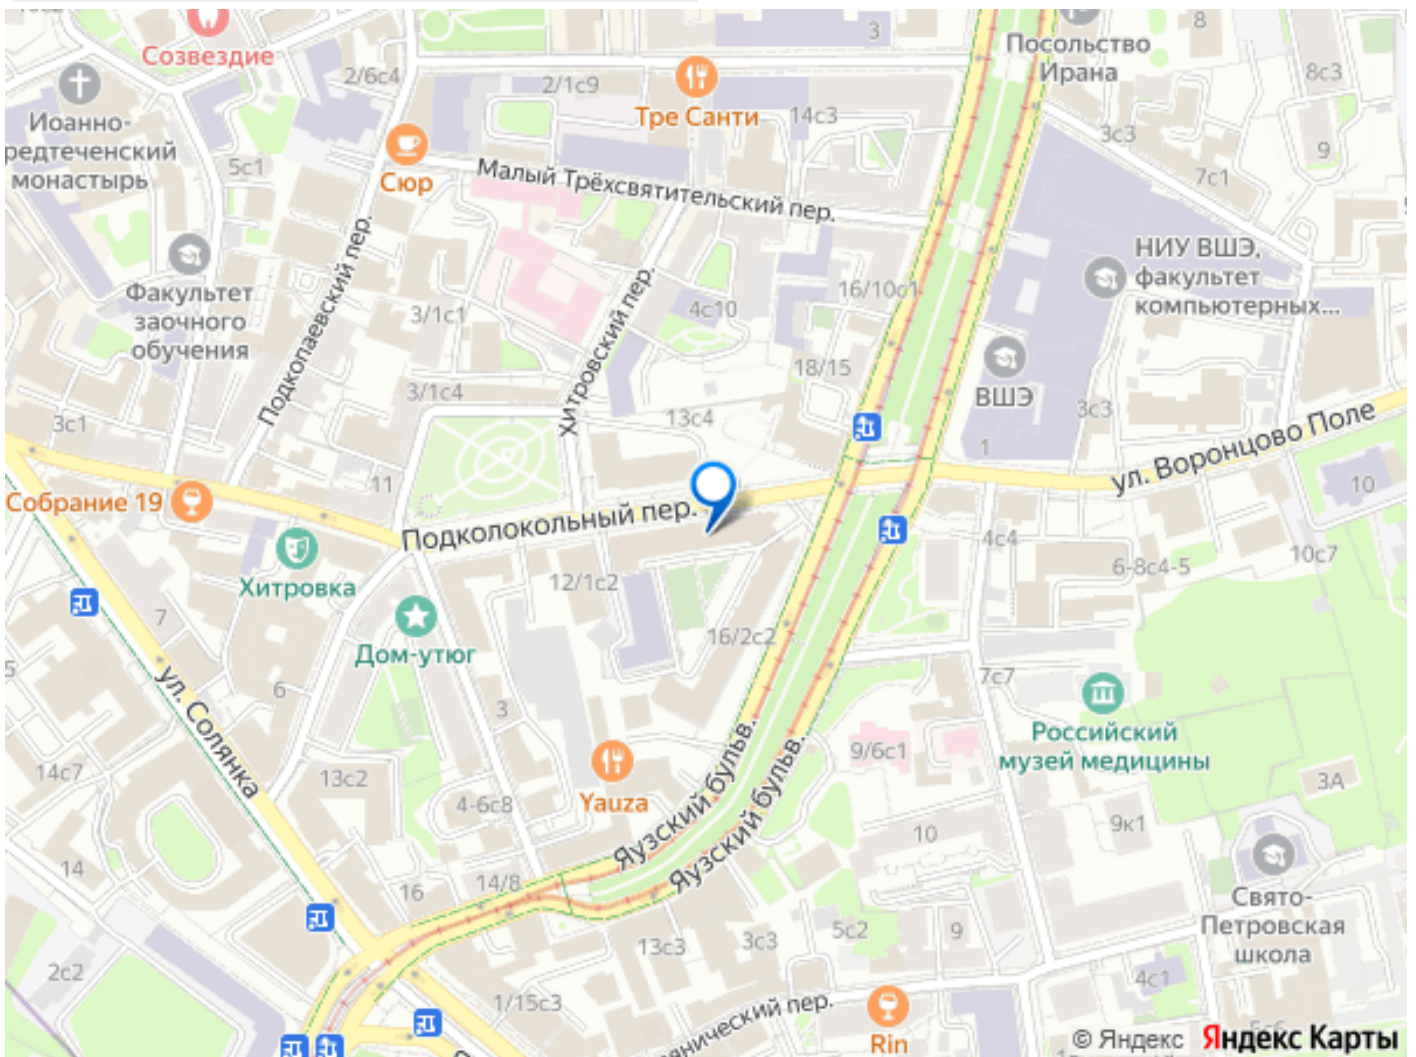 Созвездие
3
8
Посольство
Ирана
8с3
2/6с4
2/1с9
Тре Санти
14с3
3с3
9
Иоанно-
редтеченский
монастырь
5с1
Сюр
Малый Трёхсвятительский пер.
7с1
Подкопаевский пер.
НИУ ВШЭ,
факультет
компьютерных...
Факультет
заочного
обучения
3/1с1
Хитровский пер.
4с10
16/10с1
18/15
ВШЭ
3/1с4
13с4
3с3
3с1
1
ул. Воронцово Поле
Собрание 19
11
10
Подколокольный пер.
4с4
10с7
Хитровка
12/1с2
6-8с4-5
7
Дом-утюг
16/2с2
6
3
7с7
ул. Солянка
Российский
музей медицины
9/6с1
14с7
13с2
4-6с8
Yauza
Яузский бульв.
Яузский бульв.
3А
10
9к1
14
16
14/8
Свято-
Петровская
школа
13с3
3с3
5с2
9
2с2
4с1
1/15с3
анический пер.
Rin
© Яндекс Яндекс Карты